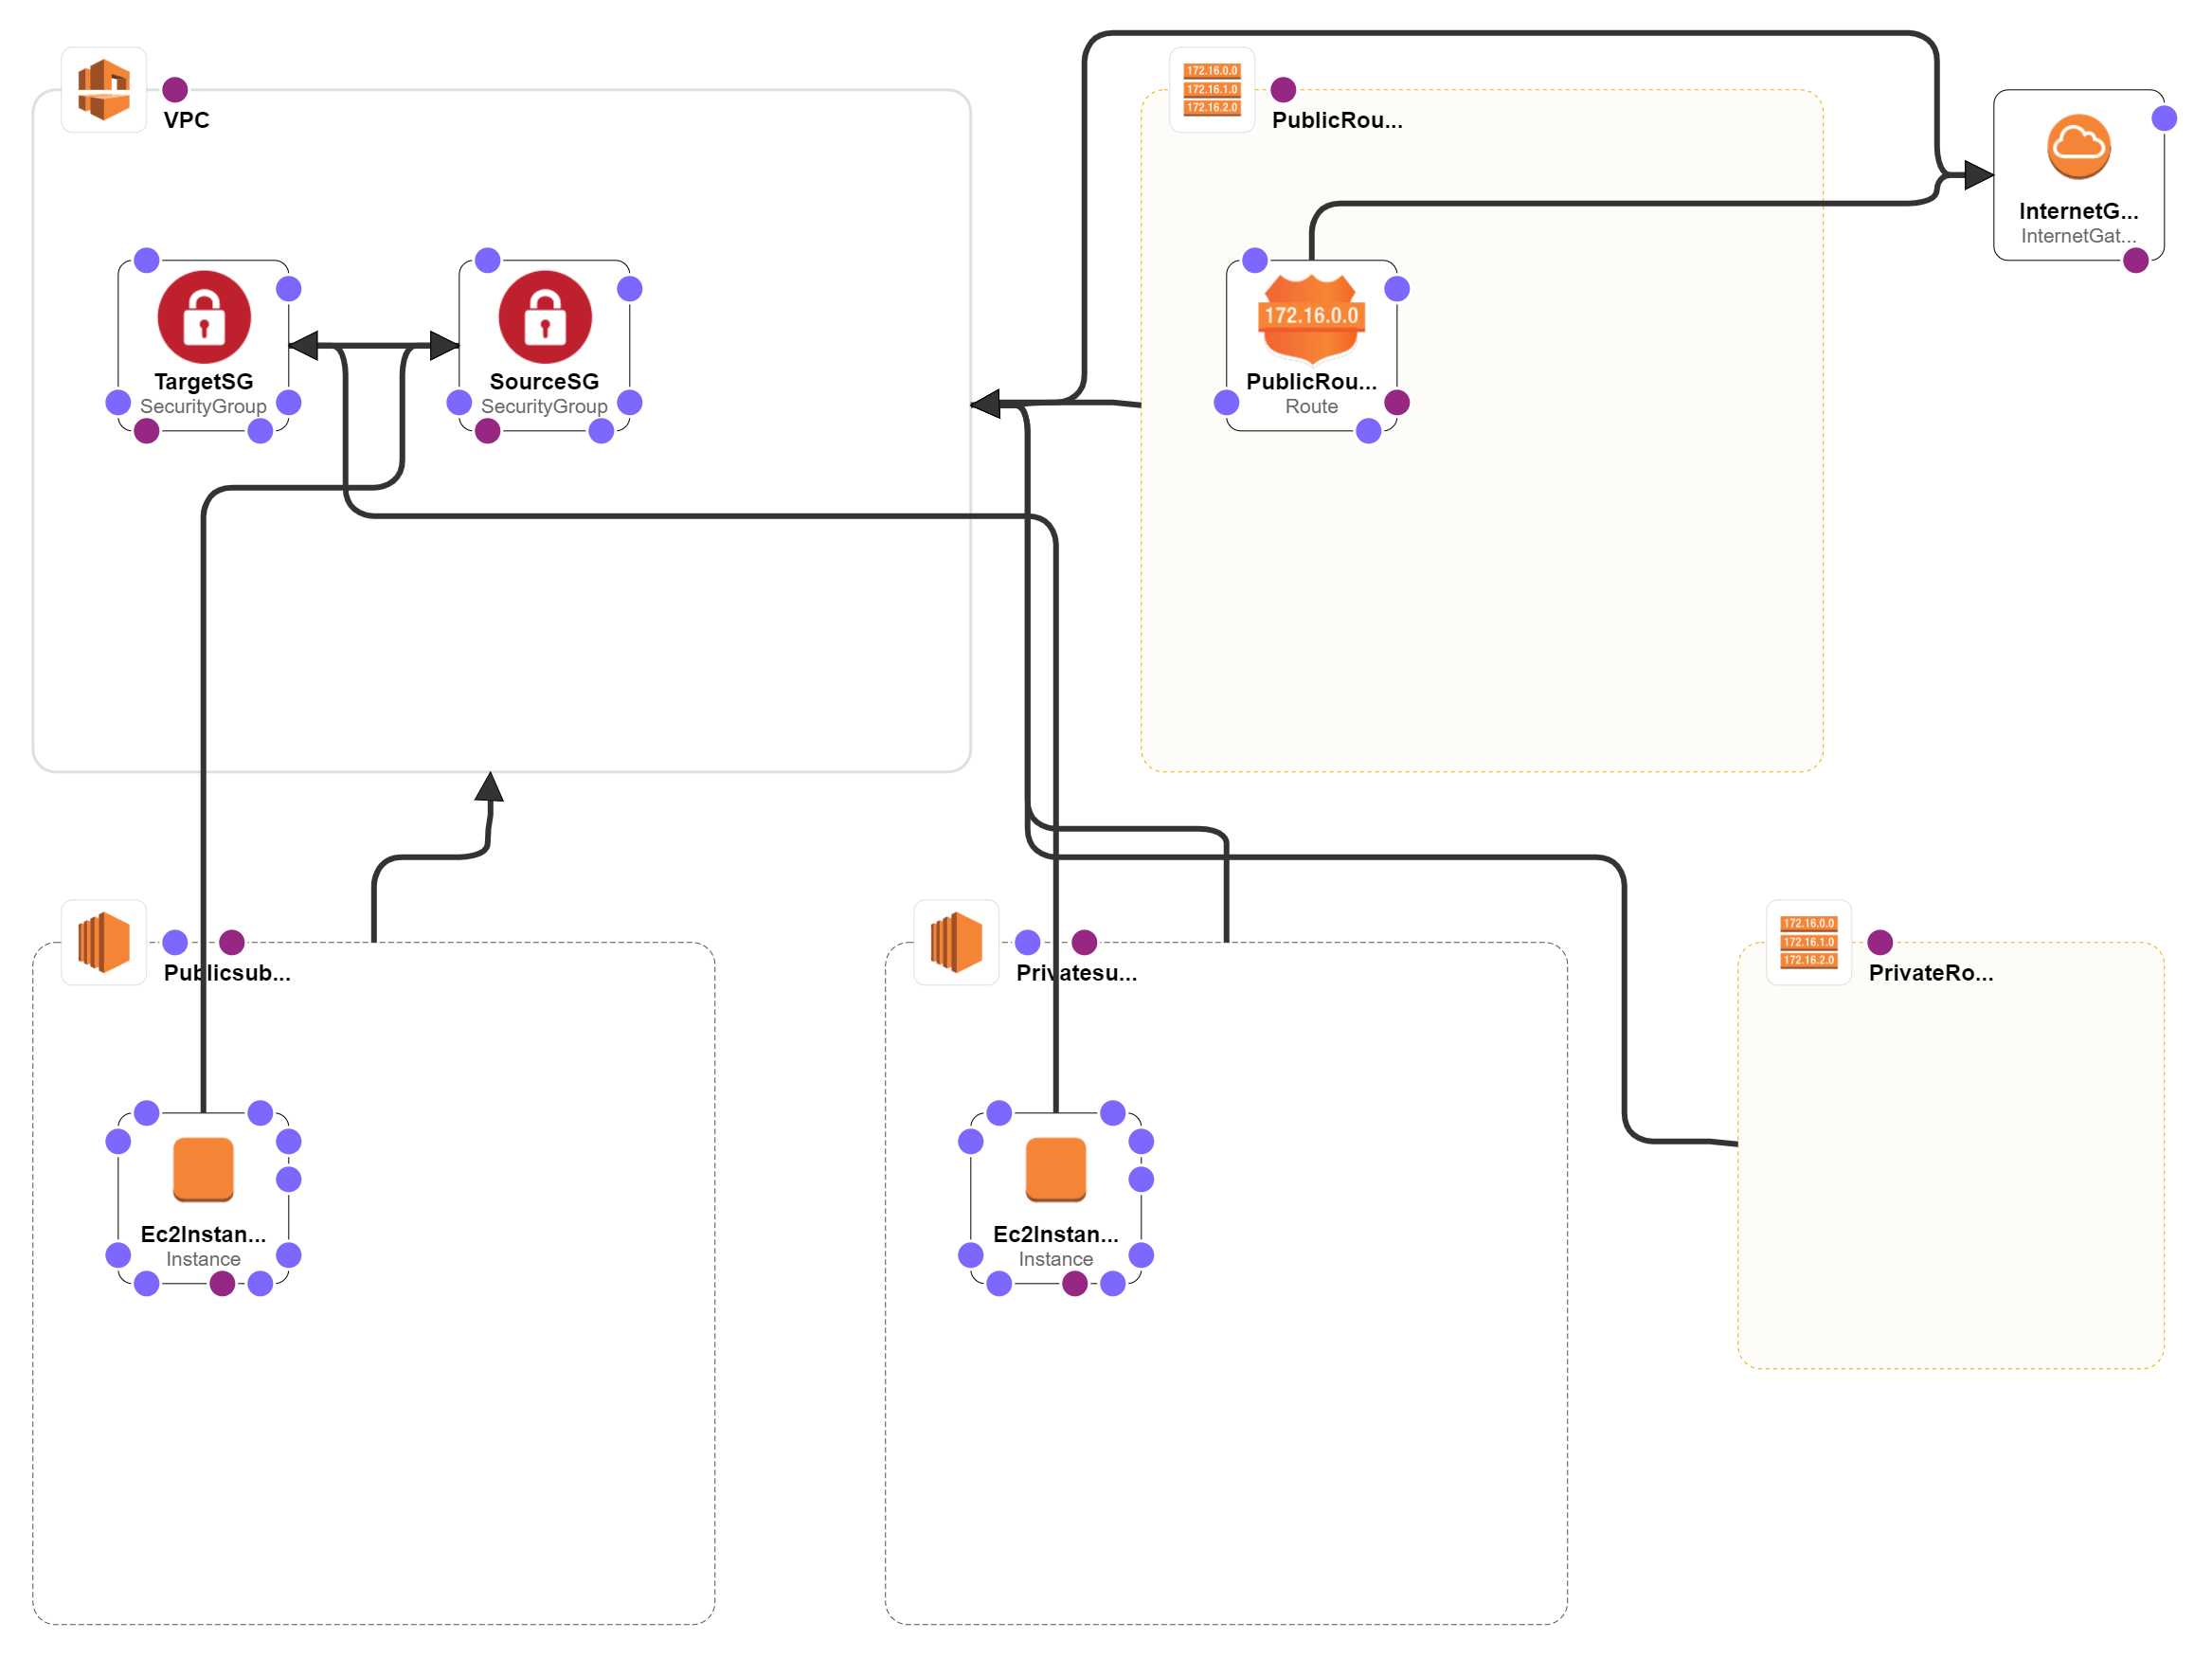 VPC
172.16.0.0
172.16.1.0
172.16.2.0
PublicRou...
InternetG...
InternetGat...
TargetSG
SecurityGroup
SourceSG
SecurityGroup
172.16.0.0
PublicRou...
Route
Publicsub...
Privatesu...
172.16.0.0
172.16.1.0
172.16.2.0
PrivateRo...
Ec2Instan...
Instance
Ec2Instan...
Instance